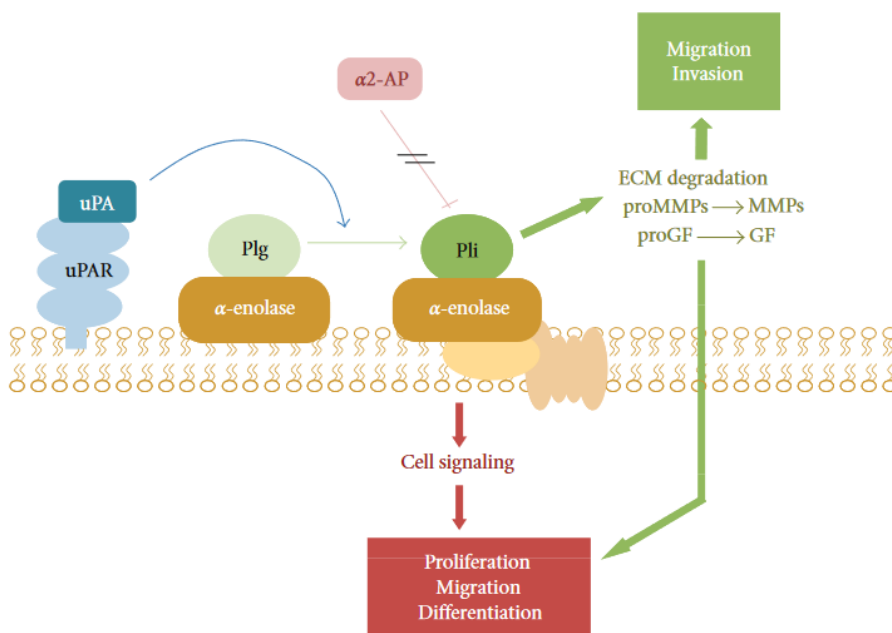 Migration
Invasion
α2-AP
ECM degradation
proMMPs → MMPs
proGF → GF
uPA
uPAR
Plg
Pli
α-enolase
α-enolase
Cell signaling
Proliferation
Migration
Differentiation